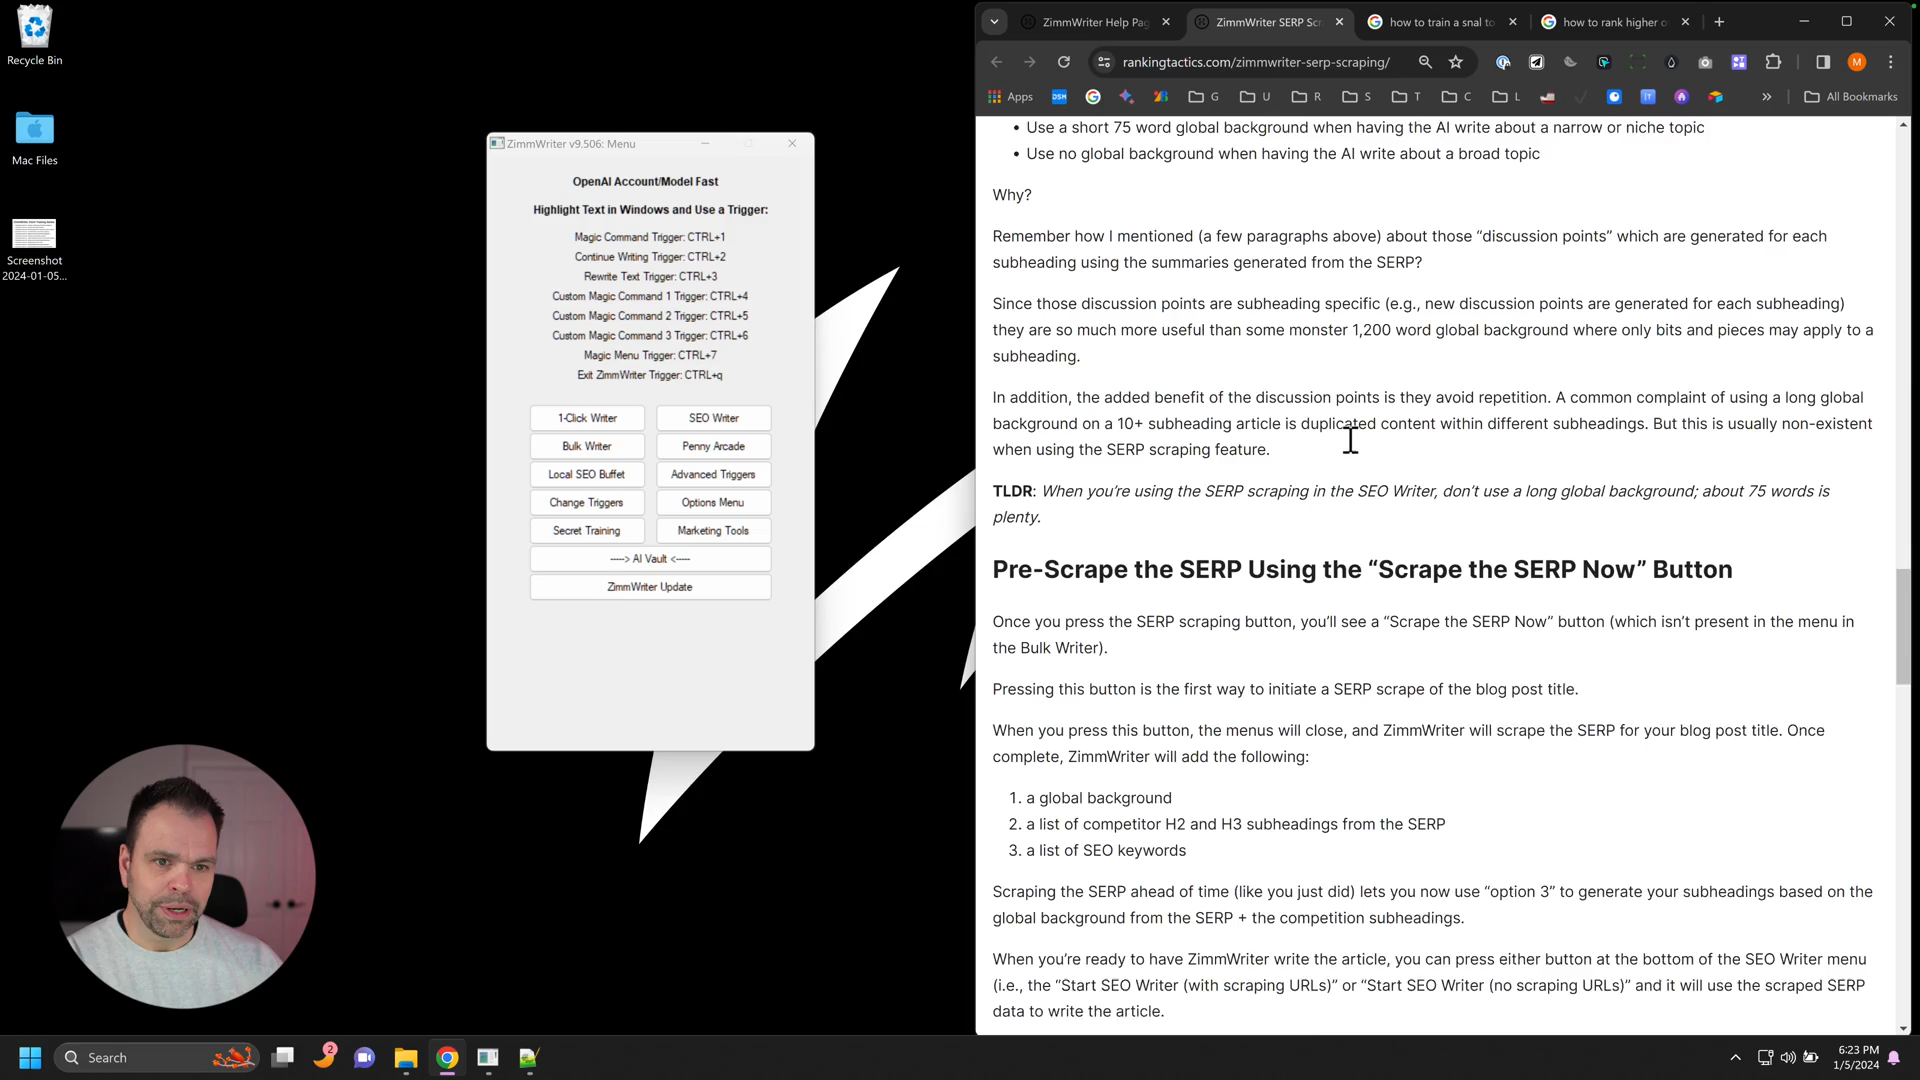 Recycle Bin
Mac Files
Screenshot
2024-01-05...
ZimmWriter v9.506: Menu
OpenAI Account/Model Fast
Highlight Text in Windows and Use a Trigger:
Magic Command Trigger: CTRL+1
Continue Writing Trigger: CTRL+2
Rewrite Text Trigger: CTRL+3
Custom Magic Command 1 Trigger: CTRL+4
Custom Magic Command 2 Trigger: CTRL+5
Custom Magic Command 3 Trigger: CTRL+6
Magic Menu Trigger: CTRL+7
Exit ZimmWriter Trigger: CTRL+q
1-Click Writer
SEO Writer
Bulk Writer
Penny Arcade
Local SEO Buffet
Advanced Triggers
Change Triggers
Options Menu
Secret Training
Marketing Tools
----> AI Vault <----
ZimmWriter Update
ZimmWriter Help Pag
ZimmWriter SERP Scr
how to train a snal to
how to rank higher o
rankingtactics.com/zimmwriter-serp-scraping/
M
Apps
DSM
G
U
R
S
T
C
L
All Bookmarks
• Use a short 75 word global background when having the AI write about a narrow or niche topic
• Use no global background when having the AI write about a broad topic
Why?
Remember how I mentioned (a few paragraphs above) about those “discussion points” which are generated for each
subheading using the summaries generated from the SERP?
Since those discussion points are subheading specific (e.g., new discussion points are generated for each subheading)
they are so much more useful than some monster 1,200 word global background where only bits and pieces may apply to a
subheading.
In addition, the added benefit of the discussion points is they avoid repetition. A common complaint of using a long global
background on a 10+ subheading article is duplicated content within different subheadings. But this is usually non-existent
when using the SERP scraping feature.
TLDR: When you’re using the SERP scraping in the SEO Writer, don’t use a long global background; about 75 words is
plenty.
Pre-Scrape the SERP Using the “Scrape the SERP Now” Button
Once you press the SERP scraping button, you’ll see a “Scrape the SERP Now” button (which isn’t present in the menu in
the Bulk Writer).
Pressing this button is the first way to initiate a SERP scrape of the blog post title.
When you press this button, the menus will close, and ZimmWriter will scrape the SERP for your blog post title. Once
complete, ZimmWriter will add the following:
1. a global background
2. a list of competitor H2 and H3 subheadings from the SERP
3. a list of SEO keywords
Scraping the SERP ahead of time (like you just did) lets you now use “option 3” to generate your subheadings based on the
global background from the SERP + the competition subheadings.
When you’re ready to have ZimmWriter write the article, you can press either button at the bottom of the SEO Writer menu
(i.e., the “Start SEO Writer (with scraping URLs)” or “Start SEO Writer (no scraping URLs)” and it will use the scraped SERP
data to write the article.
Search
2
6:23 PM
1/5/2024